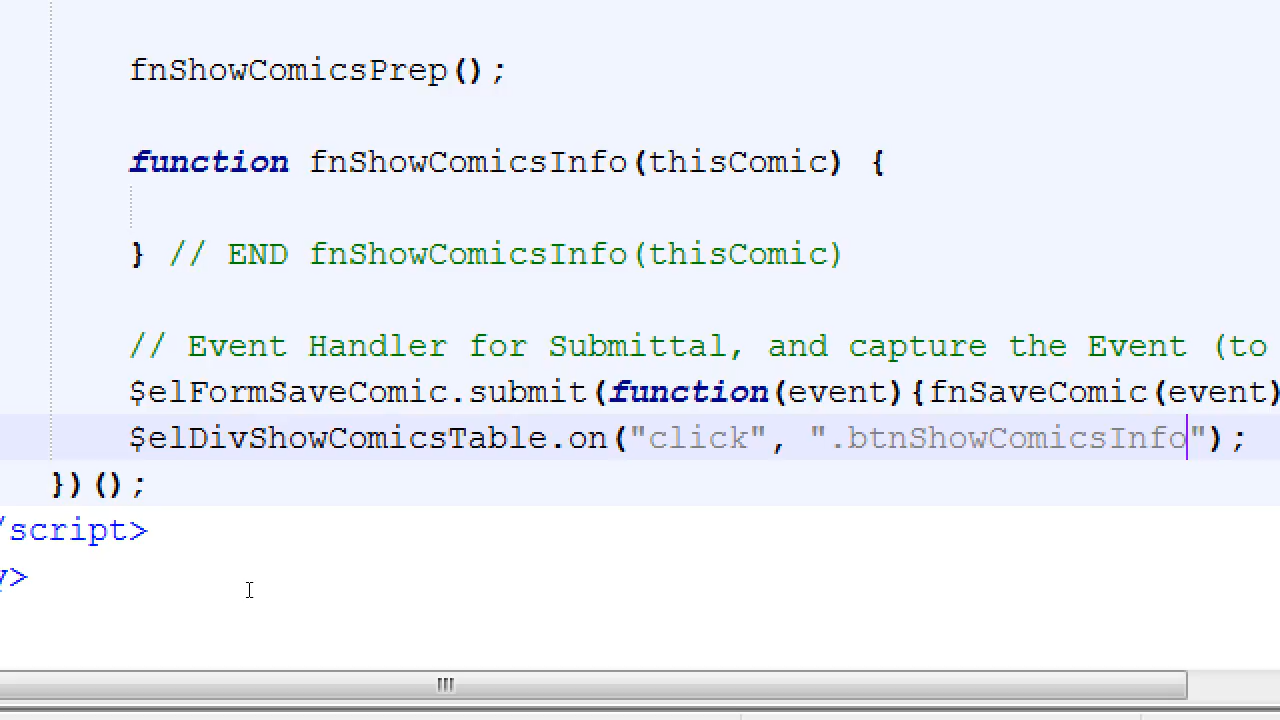 fnShowComicsPrep();
function fnShowComicsInfo(thisComic) {
} // END fnShowComicsInfo(thisComic)
// Event Handler for Submittal, and capture the Event (to
$elFormSaveComic.submit(function(event){fnSaveComic(event)
$elDivShowComicsTable.on("click", ".btnShowComicsInfo");
})();
/script>
y>